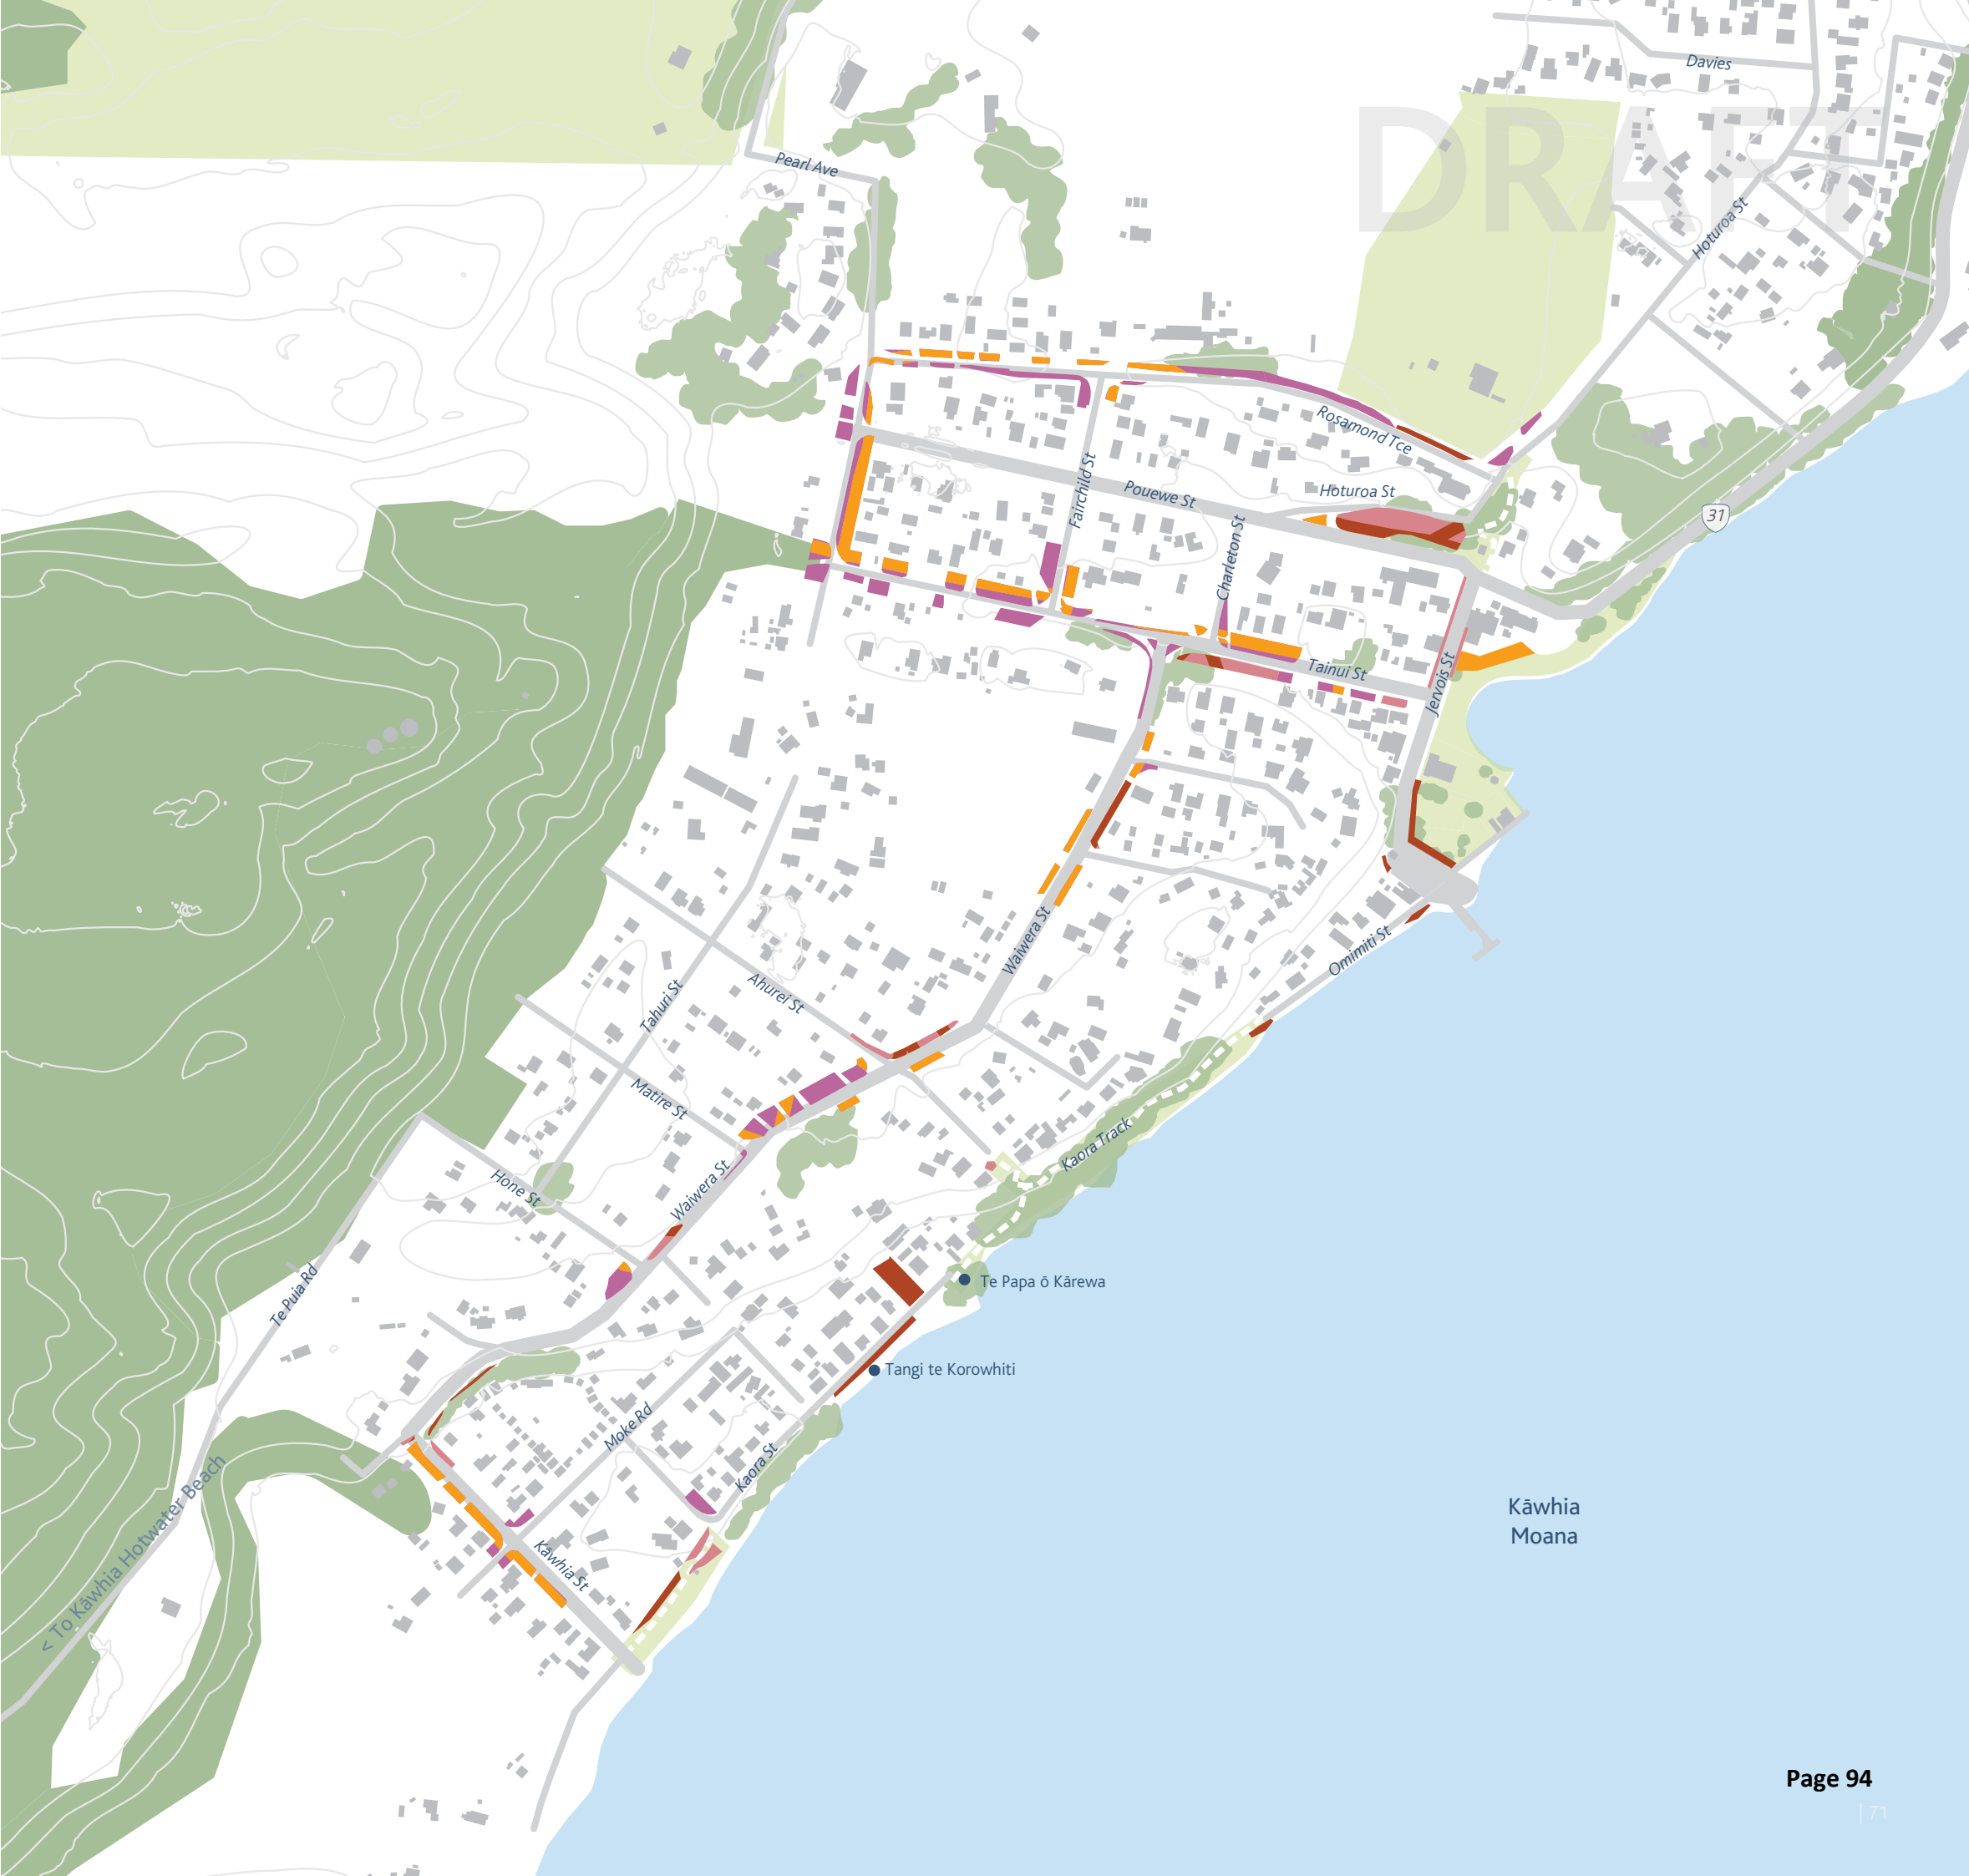 DRAFT
Davies
Pearl Ave
Hoturoa St
Rosamond Tce
Fairchild St
Pouewe St
Hoturoa St
31
Charleton St
Tainui St
Jervois St
Waiwera St
Omimiti St
Tahuri St
Ahurei St
Matire St
Kaora Track
Hone St
Waiwera St
Te Puia Rd
Te Papa ō Kārewa
Tangi te Korowhiti
Moke Rd
Kaora St
< To Kāwhia Hotwater Beach
Kāwhia St
Kāwhia
Moana
Page 94
| 71